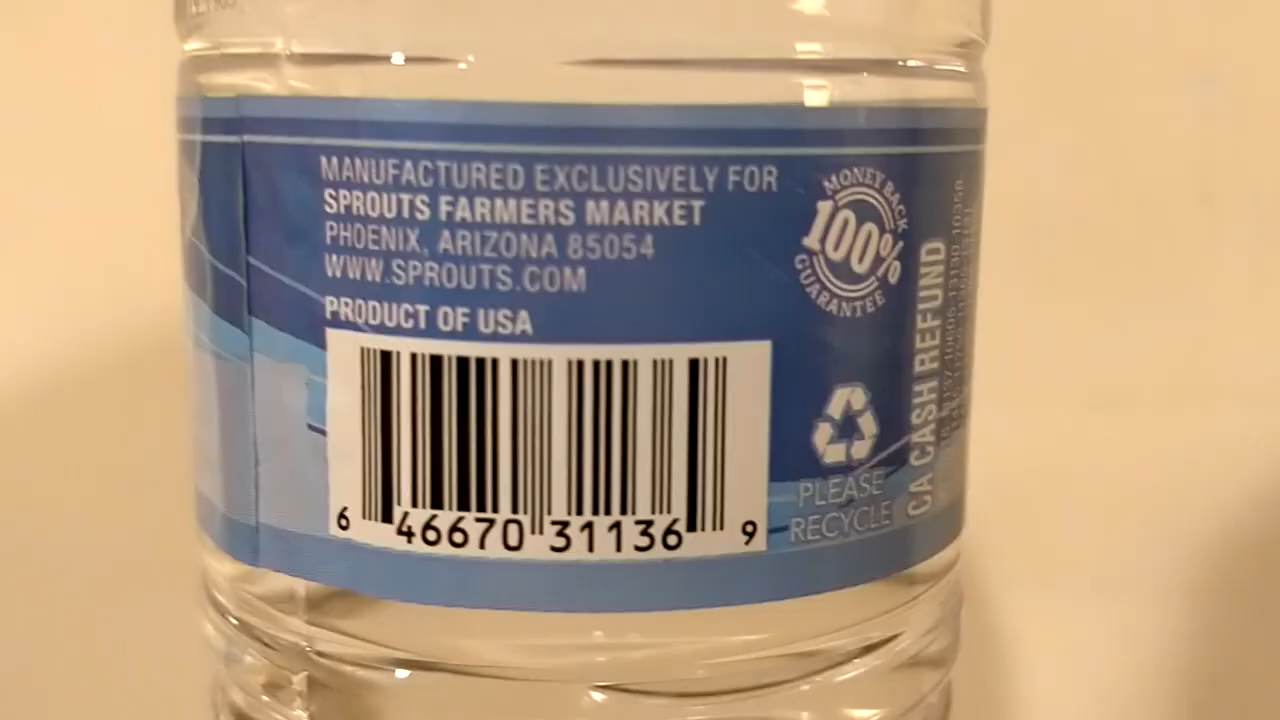 MANUFACTURED EXCLUSIVELY FOR
SPROUTS FARMERS MARKET
PHOENIX, ARIZONA 85054
WWW.SPROUTS.COM
PRODUCT OF USA
6 46670 31136 9
MONEY BACK
100%
GUARANTEE
PLEASE
RECYCLE
CA CASH REFUND